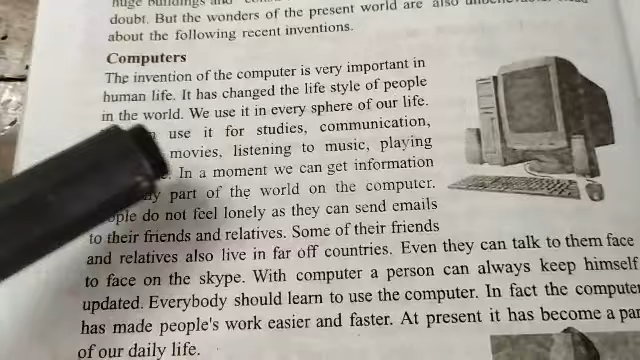 doubt. But the wonders of the present world are also
about the following recent inventions.
Computers
The invention of the computer is very important in
human life. It has changed the life style of people
in the world. We use it in every sphere of our life.
use it for studies, communication,
movies, listening to music, playing
In a moment we can get information
part of the world on the computer.
do not feel lonely as they can send emails
to their friends and relatives. Some of their friends
and relatives also live in far off countries. Even they can talk to them face
to face on the skype. With computer a person can always keep himself
updated. Everybody should learn to use the computer. In fact the computer
has made people's work easier and faster. At present it has become a par
of our daily life.